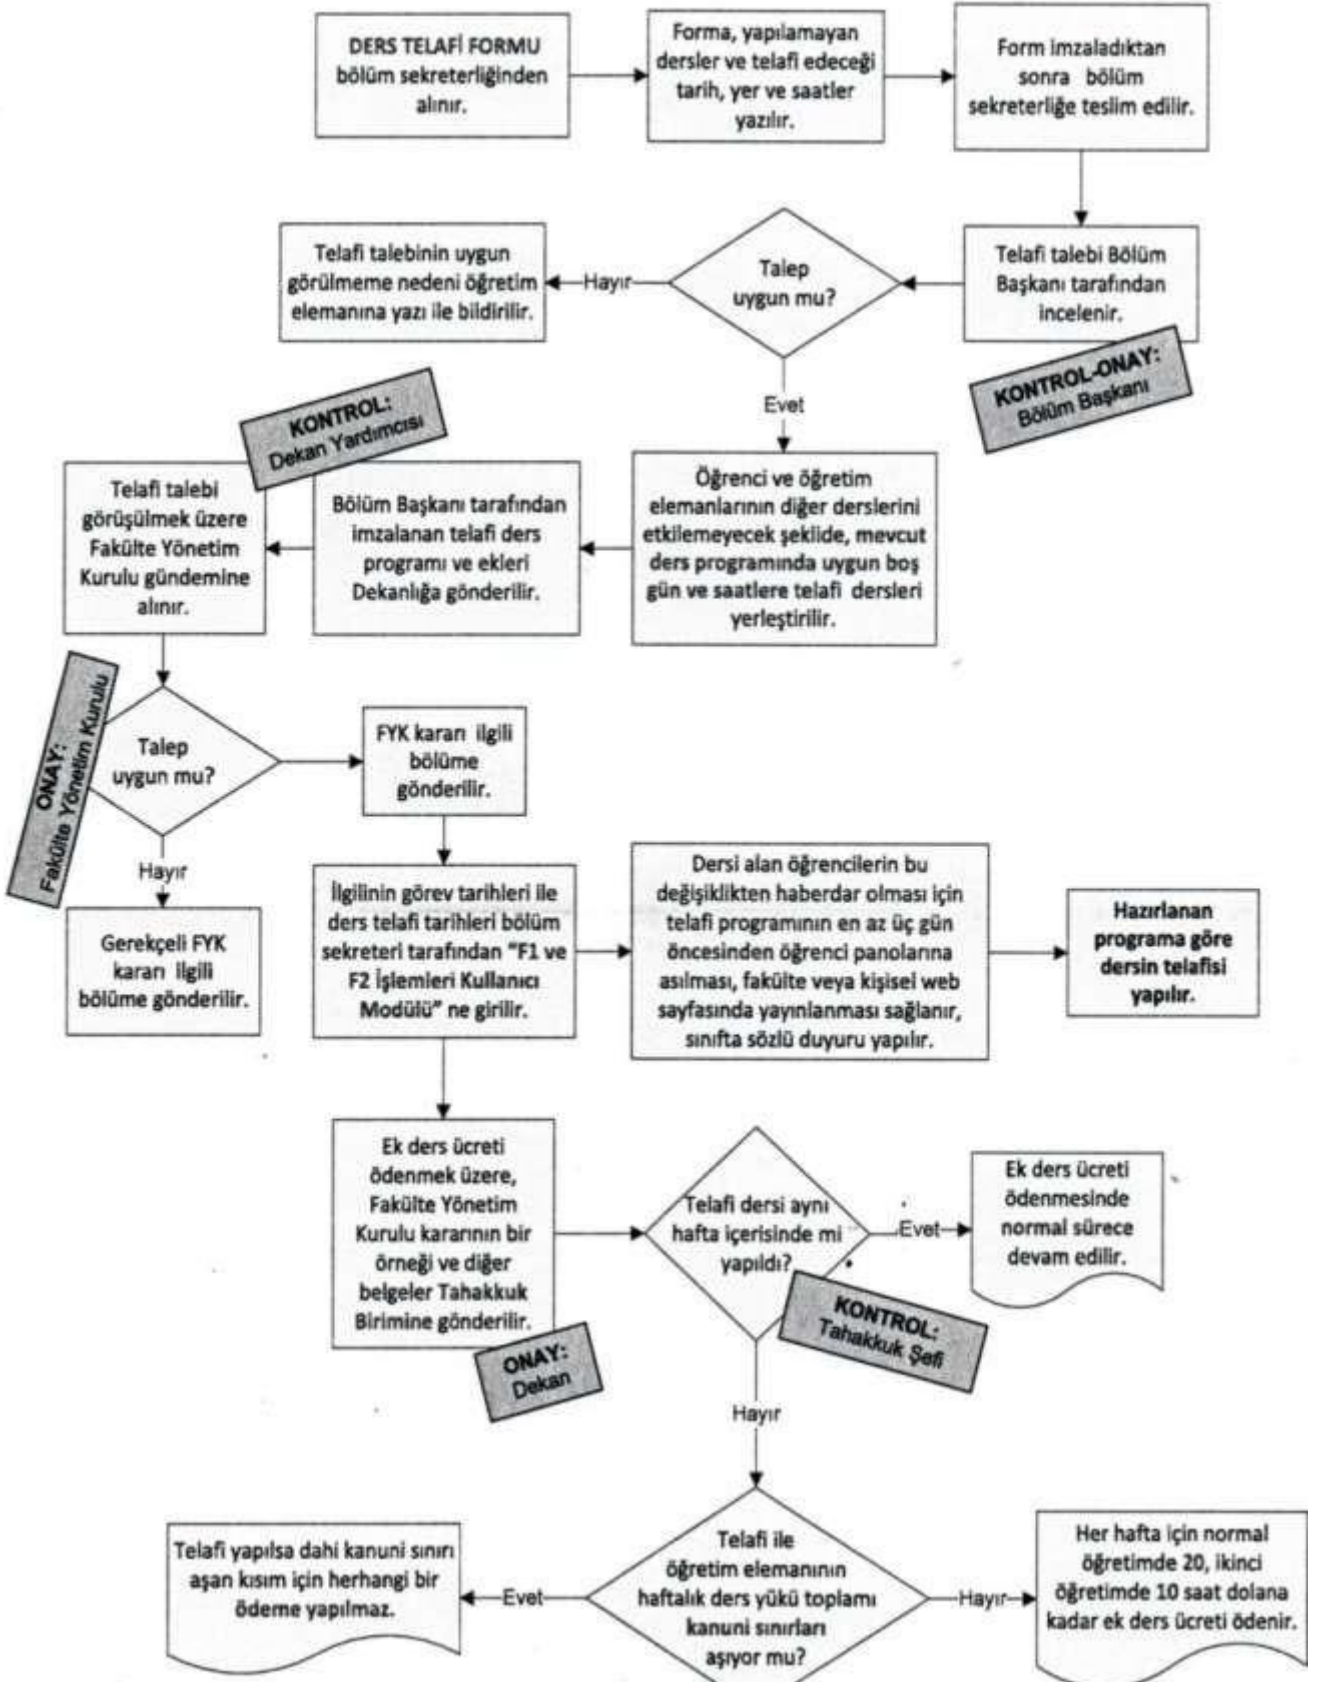 DERS TELAFİ FORMU
bölüm sekreterliğinden
alınır.
Forma, yapılamayan
dersler ve telafi edeceği
tarih, yer ve saatler
yazılır.
Form imzaladıktan
sonra bölüm
sekreterliğe teslim edilir.
Telafi talebinin uygun
görülmeme nedeni öğretim
elemanına yazı ile bildirilir.
Hayır
Talep
uygun mu?
Telafi talebi Bölüm
Başkanı tarafından
incelenir.
KONTROL-ONAY:
Bölüm Başkanı
Evet
KONTROL:
Dekan Yardımcısı
Telafi talebi
görüşülmek üzere
Fakülte Yönetim
Kurulu gündemine
alınır.
Bölüm Başkanı tarafından
imzalanan telafi ders
programı ve ekleri
Dekanlığa gönderilir.
Öğrenci ve öğretim
elemanlarının diğer derslerini
etkilemeyecek şeklide, mevcut
ders programında uygun boş
gün ve saatlere telafi dersleri
yerleştirilir.
ONAY:
Fakülte Yönetim Kurulu
Talep
uygun mu?
FYK kararı ilgili
bölüme
gönderilir.
Hayır
Gerekçeli FYK
kararı ilgili
bölüme gönderilir.
İlgilinin görev tarihleri ile
ders telafi tarihleri bölüm
sekreteri tarafından "F1 ve
F2 İşlemleri Kullanıcı
Modülü" ne girilir.
Dersi alan öğrencilerin bu
değişiklikten haberdar olması için
telafi programının en az üç gün
öncesinden öğrenci panolarına
asılması, fakülte veya kişisel web
sayfasında yayınlanması sağlanır,
sınıfta sözlü duyuru yapılır.
Hazırlanan
programa göre
dersin telafisi
yapılır.
Ek ders ücreti
ödenmek üzere,
Fakülte Yönetim
Kurulu kararının bir
örneği ve diğer
belgeler Tahakkuk
Birimine gönderilir.
ONAY:
Dekan
Telafi dersi aynı
hafta içerisinde mi
yapıldı?
Evet
Ek ders ücreti
ödenmesinde
normal sürece
devam edilir.
KONTROL:
Tahakkuk Şefi
Hayır
Telafi yapılsa dahi kanuni sınırı
aşan kısım için herhangi bir
ödeme yapılmaz.
Evet
Telafi ile
öğretim elemanının
haftalık ders yükü toplamı
kanuni sınırları
aşıyor mu?
Hayır
Her hafta için normal
öğretimde 20, ikinci
öğretimde 10 saat dolana
kadar ek ders ücreti ödenir.